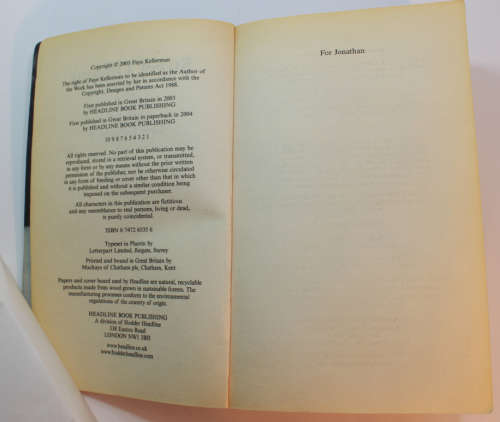 Copyright © 2003 Faye Kellerman
The right of Faye Kellerman to be identified as the Author of
the Work has been asserted by her in accordance with the
Copyright, Designs and Patents Act 1988.
First published in Great Britain in 2003
by HEADLINE BOOK PUBLISHING
First published in Great Britain in paperback in 2004
by HEADLINE BOOK PUBLISHING
10 9 8 7 6 5 4 3 2 1
All rights reserved. No part of this publication may be
reproduced, stored in a retrieval system, or transmitted,
in any form or by any means without the prior written
permission of the publisher, nor be otherwise circulated
in any form of binding or cover other than that in which
it is published and without a similar condition being
imposed on the subsequent purchaser.
All characters in this publication are fictitious
and any resemblance to real persons, living or dead,
is purely coincidental.
ISBN 0 7472 6535 6
Typeset in Plantin by
Letterpart Limited, Reigate, Surrey
Printed and bound in Great Britain by
Mackays of Chatham plc, Chatham, Kent
Papers and cover board used by Headline are natural, recyclable
products made from wood grown in sustainable forests. The
manufacturing processes conform to the environmental
regulations of the country of origin.
HEADLINE BOOK PUBLISHING
A division of Hodder Headline
338 Euston Road
LONDON NW1 3BH
www.headline.co.uk
www.hodderheadline.com
For Jonathan